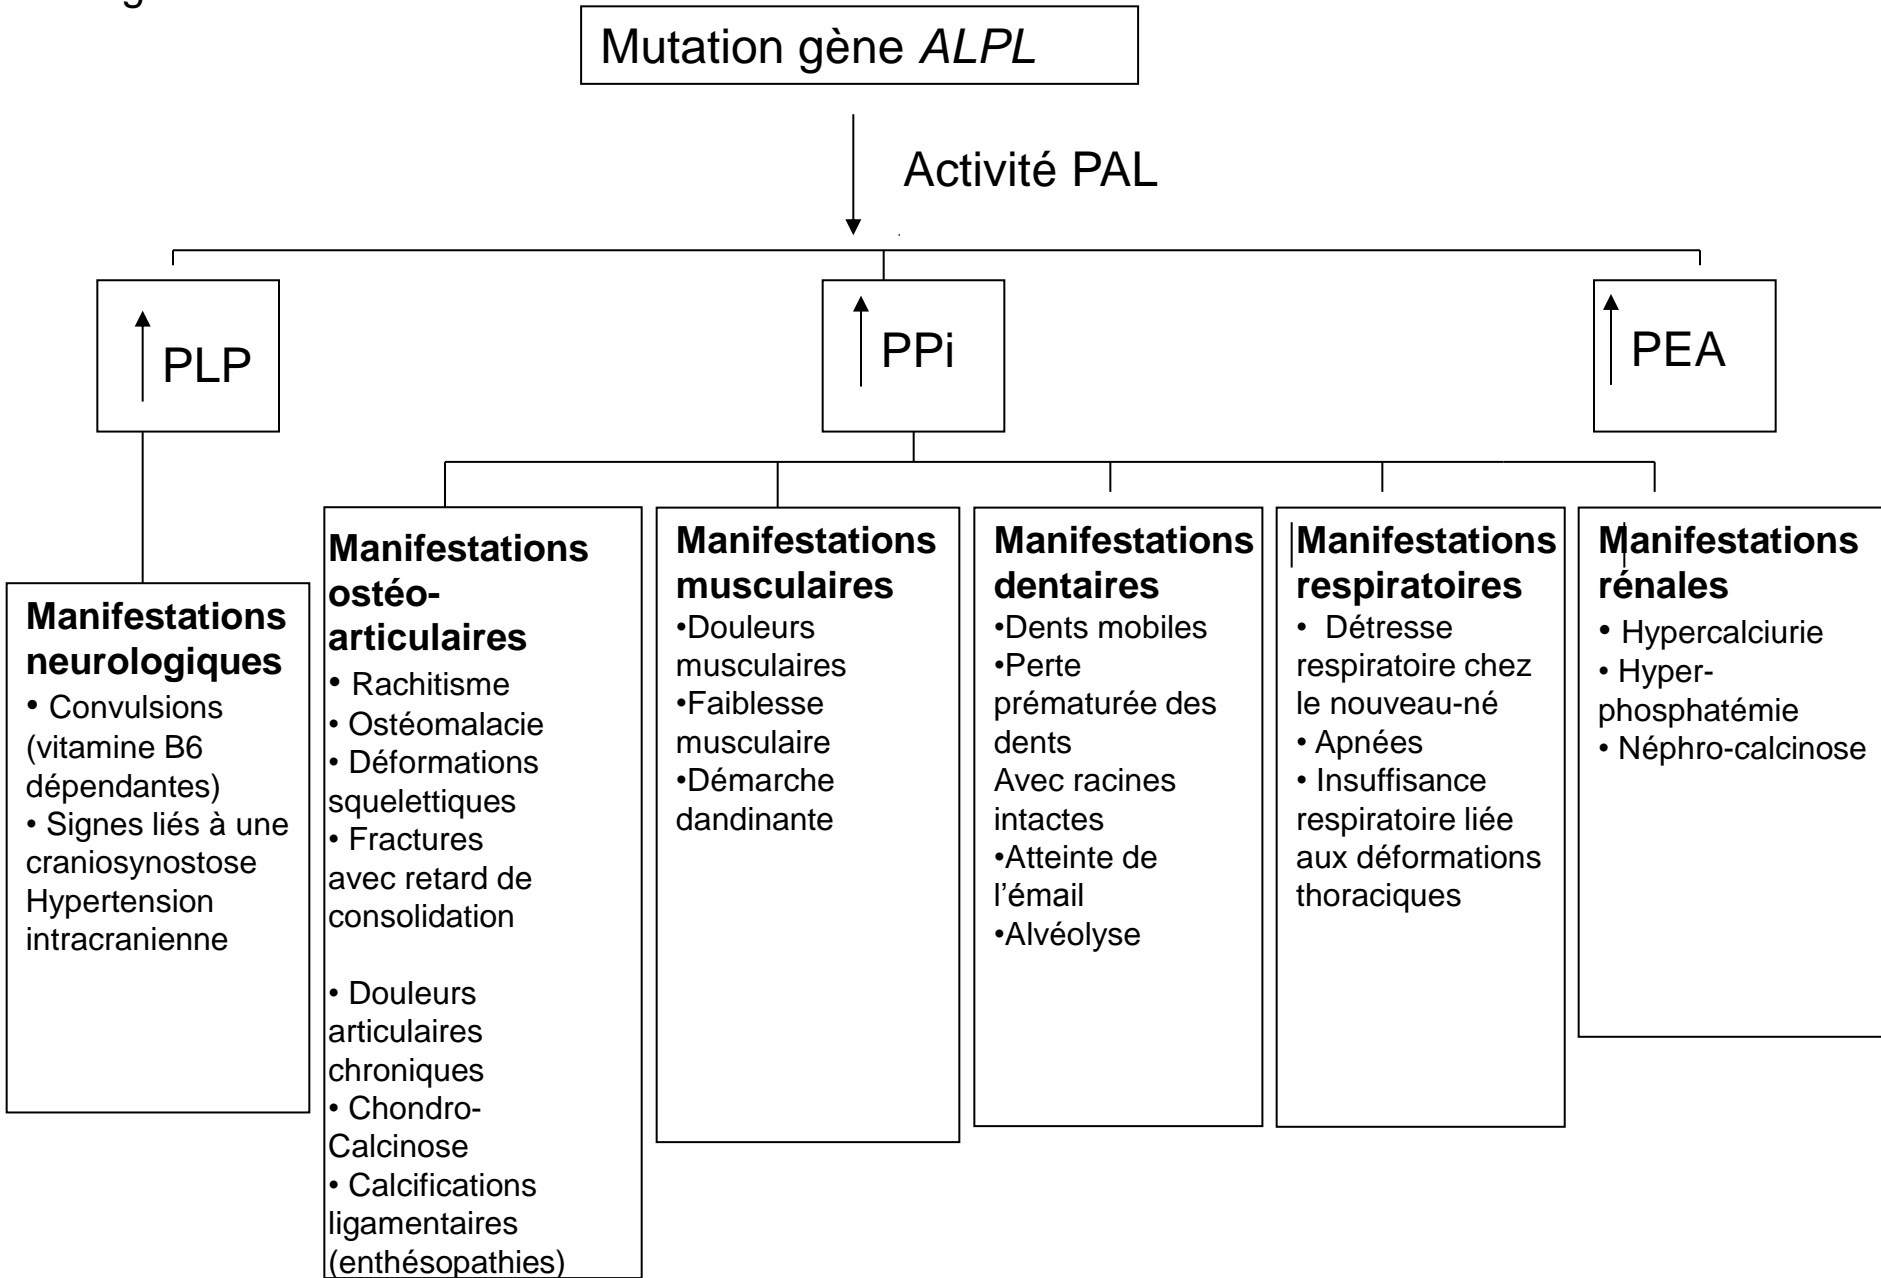 Mutation gène ALPL
Activité PAL
PLP
PPi
PEA
Manifestations
neurologiques
• Convulsions
(vitamine B6
dépendantes)
• Signes liés à une
craniosynostose
Hypertension
intracranienne
Manifestations
ostéo-
articulaires
• Rachitisme
• Ostéomalacie
• Déformations
squelettiques
• Fractures
avec retard de
consolidation
• Douleurs
articulaires
chroniques
• Chondro-
Calcinose
• Calcifications
ligamentaires
(enthésopathies)
Manifestations
musculaires
•Douleurs
musculaires
•Faiblesse
musculaire
•Démarche
dandinante
Manifestations
dentaires
•Dents mobiles
•Perte
prématurée des
dents
Avec racines
intactes
•Atteinte de
l’émail
•Alvéolyse
Manifestations
respiratoires
• Détresse
respiratoire chez
le nouveau-né
• Apnées
• Insuffisance
respiratoire liée
aux déformations
thoraciques
Manifestations
rénales
• Hypercalciurie
• Hyper-
phosphatémie
• Néphro-calcinose